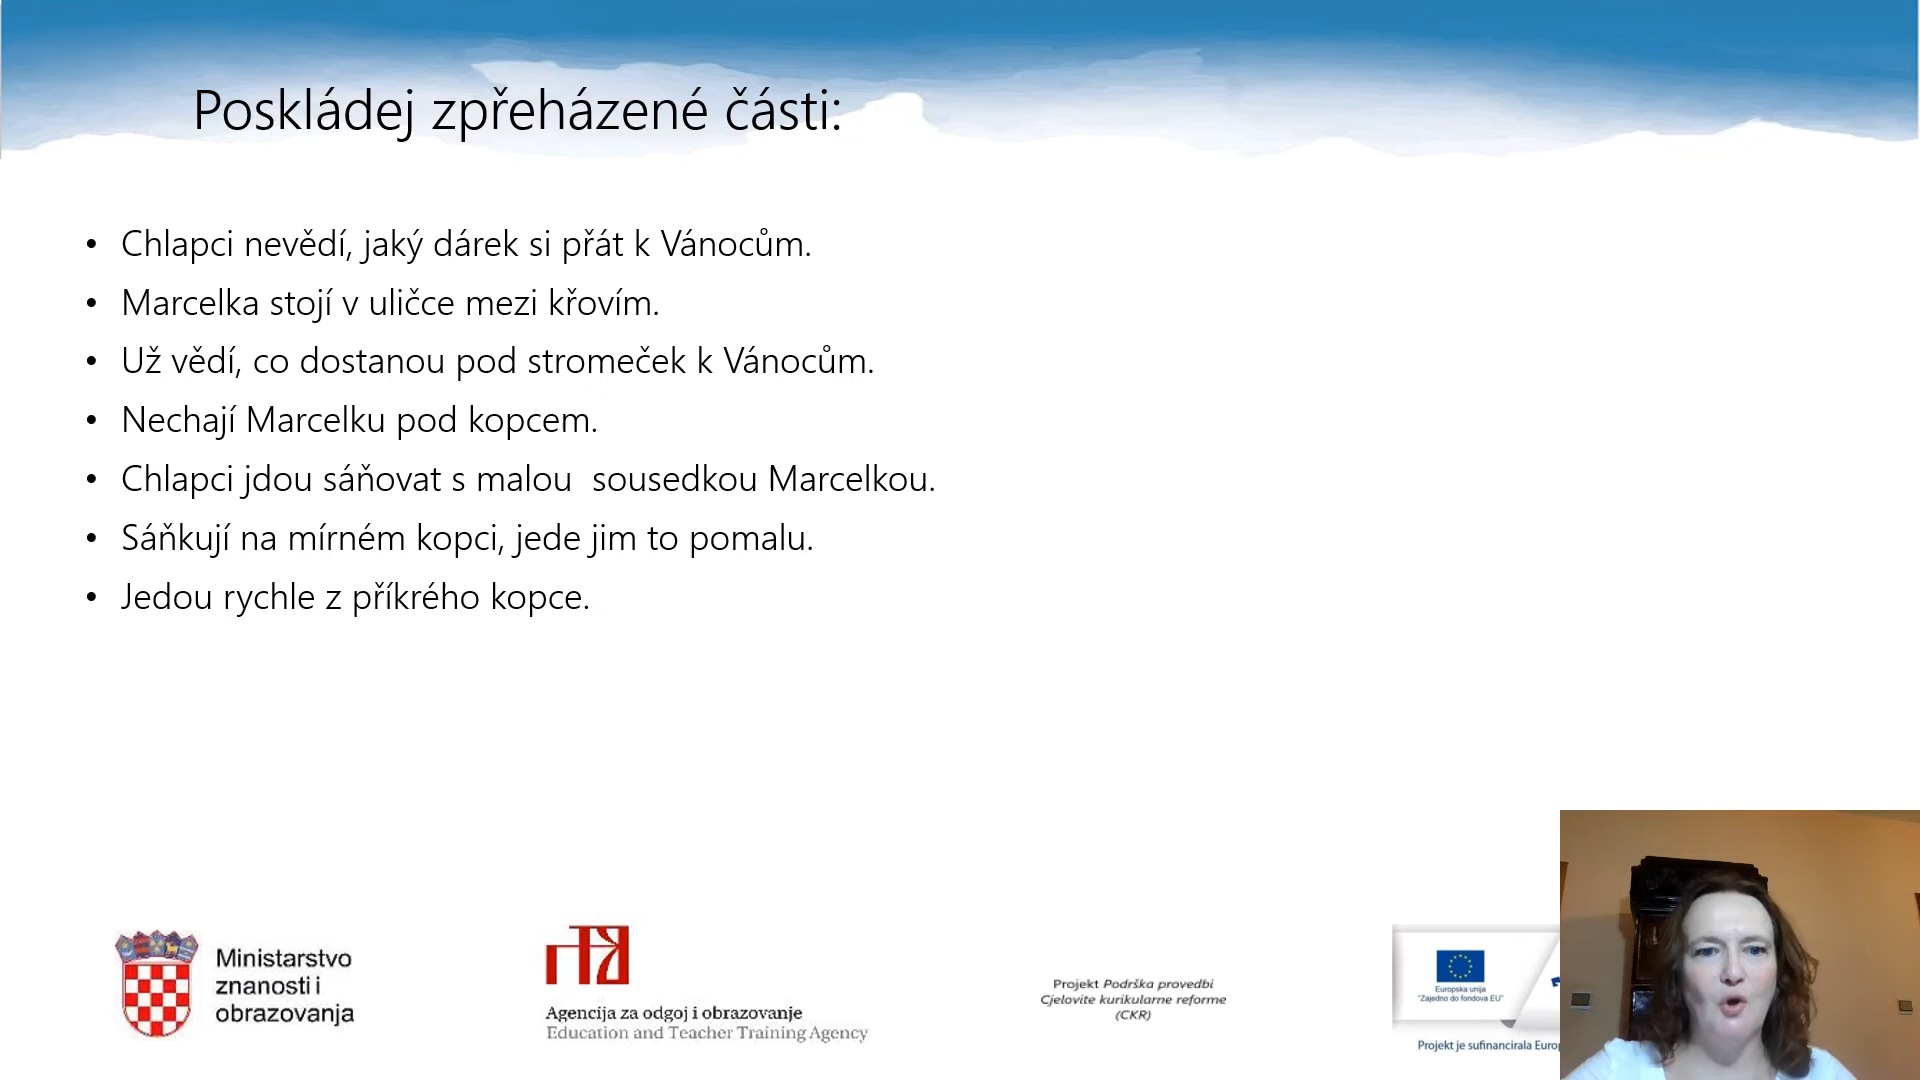 Poskládej zpřeházené části:
• Chlapci nevědí, jaký dárek si přát k Vánocům.
• Marcelka stojí v uličce mezi křovím.
• Už vědí, co dostanou pod stromeček k Vánocům.
• Nechají Marcelku pod kopcem.
• Chlapci jdou sáňovat s malou  sousedkou Marcelkou.
• Sáňkují na mírném kopci, jede jim to pomalu.
• Jedou rychle z příkrého kopce.
Ministarstvo
znanosti i
obrazovanja
Agencija za odgoj i obrazovanje
Education and Teacher Training Agency
Projekt Podrška provedbi
Cjelovite kurikularne reforme
(CKR)
Europska unija
"Zajedno do fondova EU"
Projekt je sufinancirala